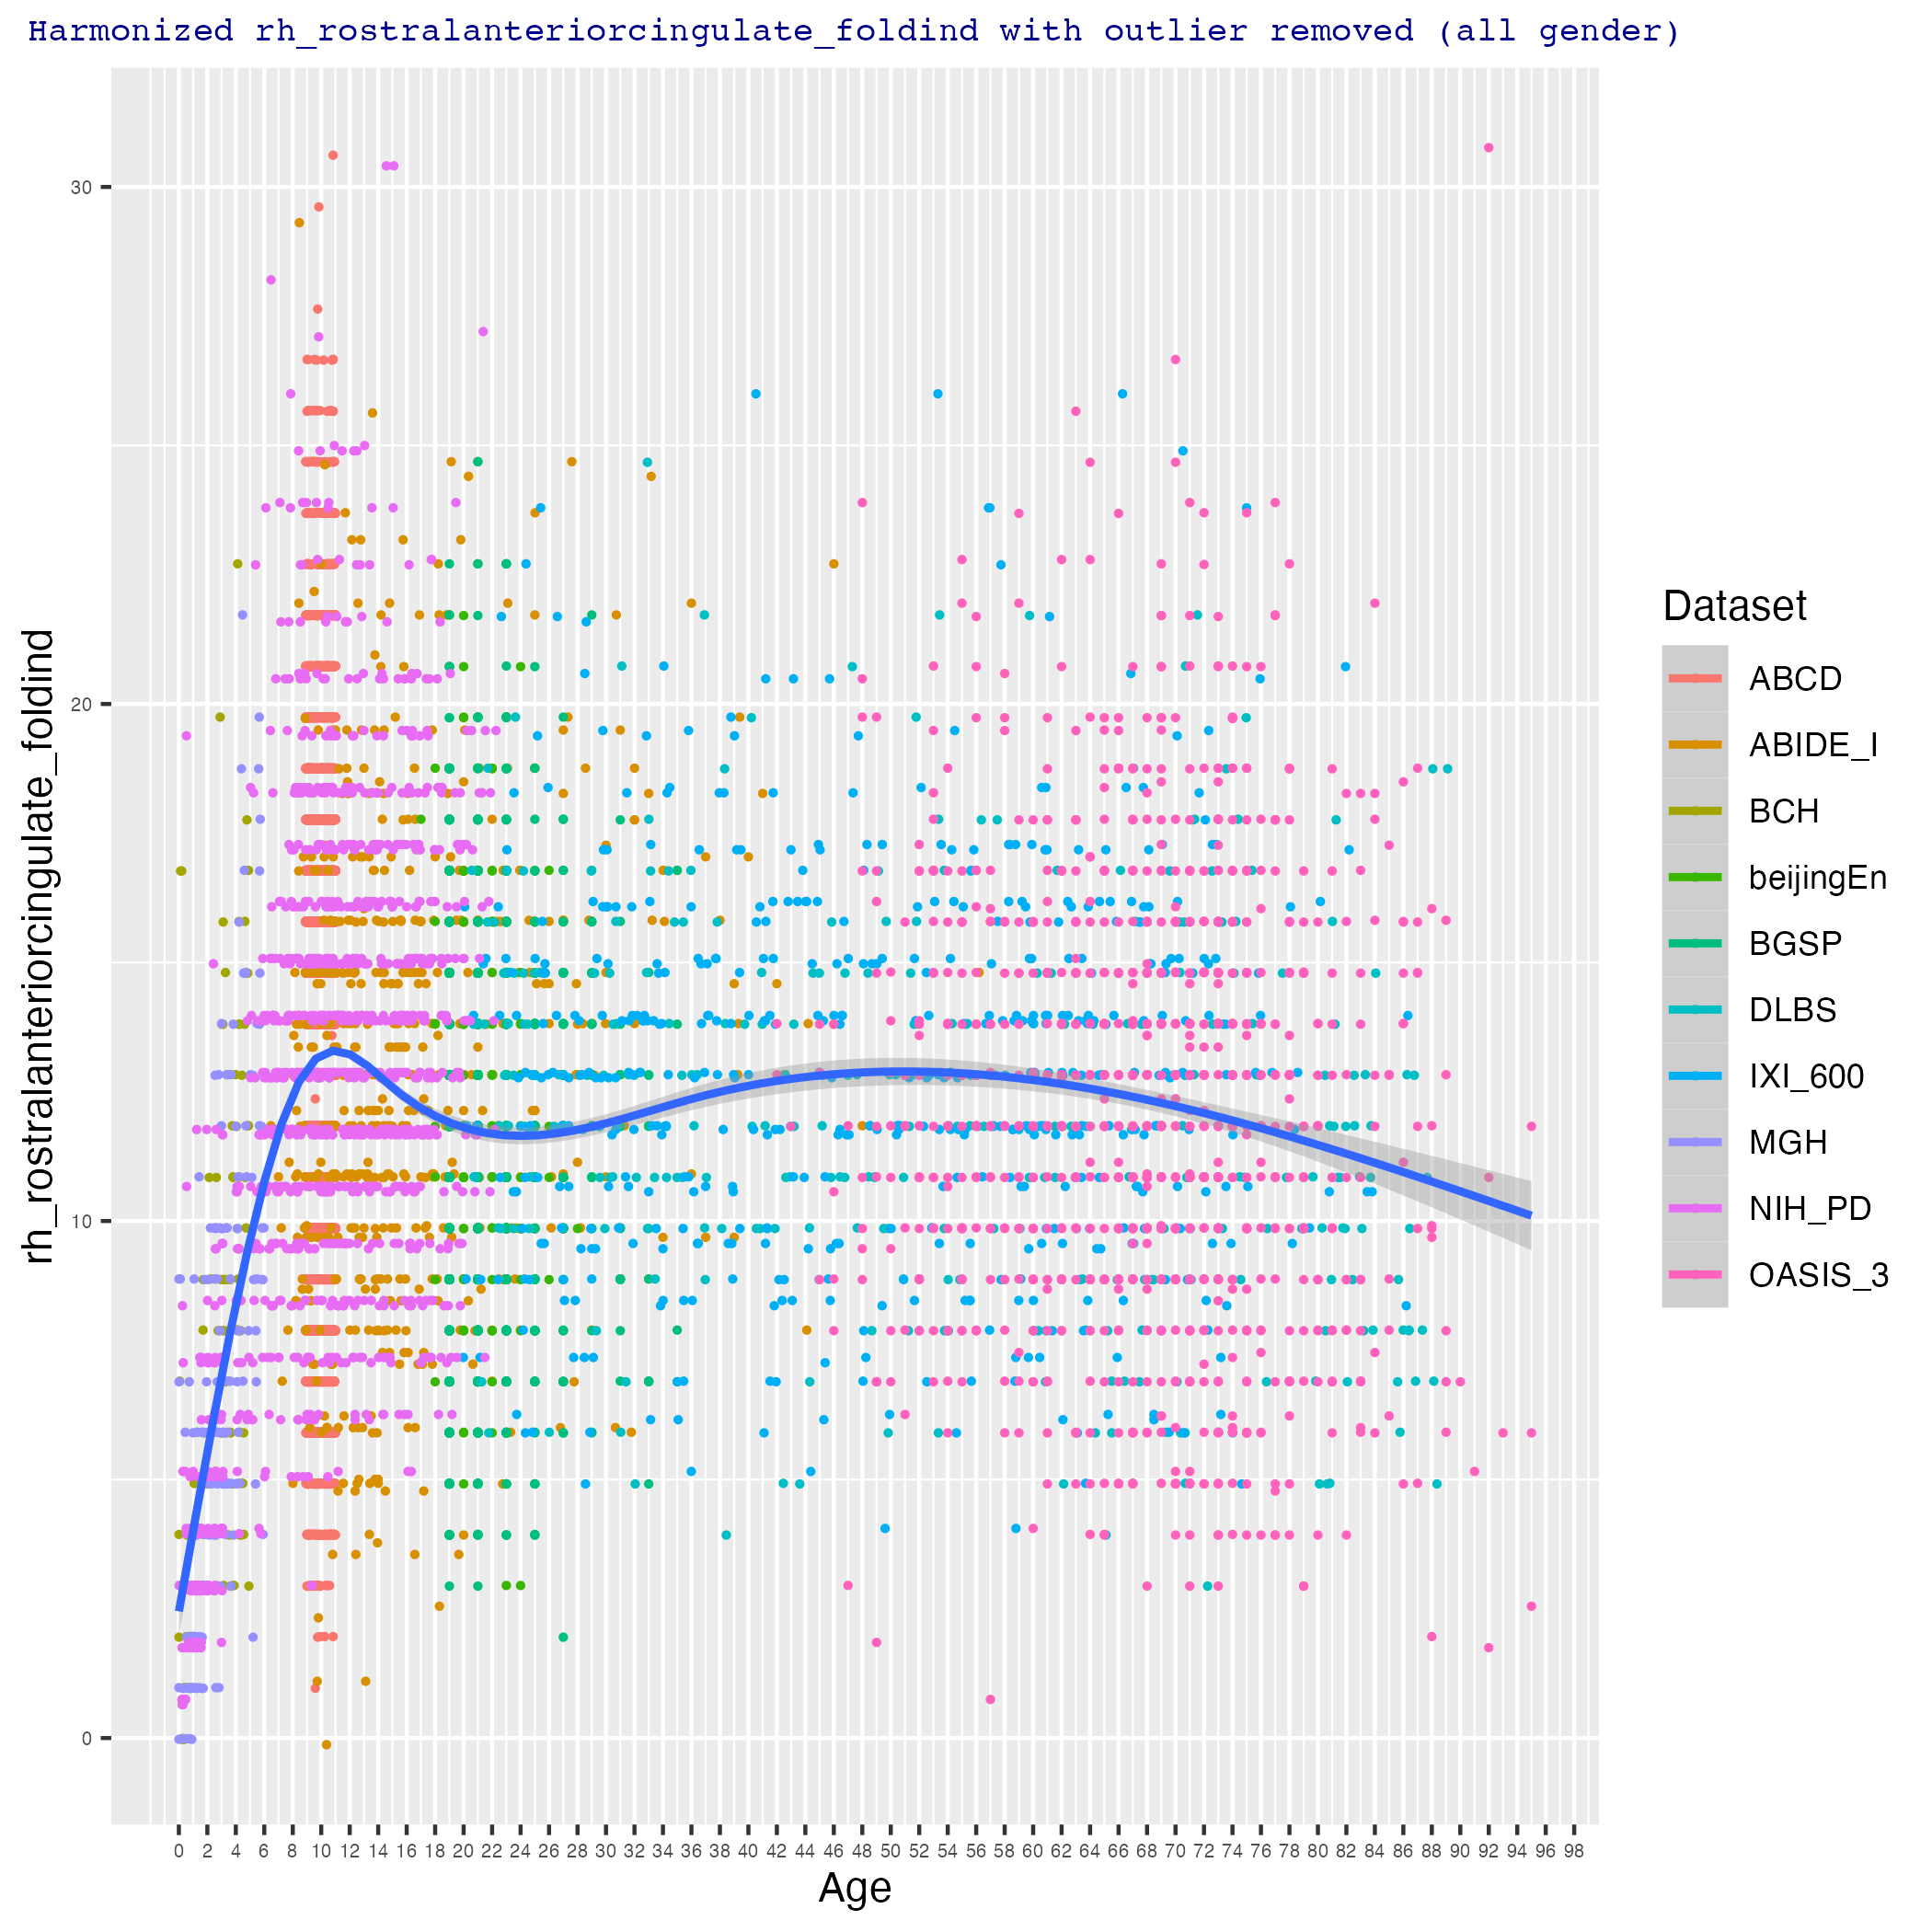 Harmonized rh_rostralanteriorcingulate_foldind with outlier removed (all gender)
rh_rostralanteriorcingulate_foldind
30
20
10
0
0 2 4 6 8 10 12 14 16 18 20 22 24 26 28 30 32 34 36 38 40 42 44 46 48 50 52 54 56 58 60 62 64 66 68 70 72 74 76 78 80 82 84 86 88 90 92 94 96 98
Age
Dataset
ABCD
ABIDE_I
BCH
beijingEn
BGSP
DLBS
IXI_600
MGH
NIH_PD
OASIS_3